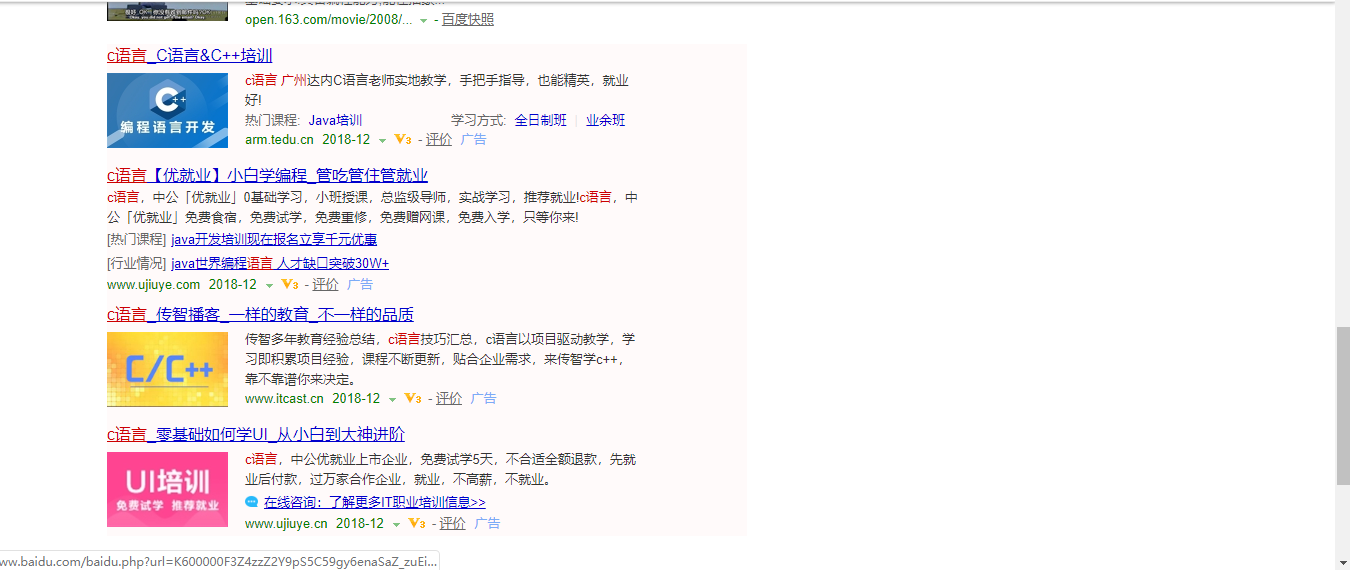 open.163.com/movie/2008/... - 百度快照
c语言_C语言&C++培训
C++
编程语言开发
c语言 广州达内C语言老师实地教学，手把手指导，也能精英，就业
好!
热门课程: Java培训 学习方式: 全日制班 | 业余班
arm.tedu.cn 2018-12 V3 - 评价 广告
c语言【优就业】小白学编程_管吃管住管就业
c语言，中公「优就业」0基础学习，小班授课，总监级导师，实战学习，推荐就业!c语言，中
公「优就业」免费食宿，免费试学，免费重修，免费赠网课，免费入学，只等你来!
[热门课程] java开发培训现在报名立享千元优惠
[行业情况] java世界编程语言 人才缺口突破30W+
www.ujiuye.com 2018-12 V3 - 评价 广告
c语言_传智播客_一样的教育_不一样的品质
C/C++
传智多年教育经验总结，c语言技巧汇总，c语言以项目驱动教学，学
习即积累项目经验，课程不断更新，贴合企业需求，来传智学c++，
靠不靠谱你来决定。
www.itcast.cn 2018-12 V3 - 评价 广告
c语言_零基础如何学UI_从小白到大神进阶
UI培训
免费试学 推荐就业
c语言，中公优就业上市企业，免费试学5天，不合适全额退款，先就
业后付款，过万家合作企业，就业，不高薪，不就业。
在线咨询：了解更多IT职业培训信息>>
www.ujiuye.cn 2018-12 V3 - 评价 广告
ww.baidu.com/baidu.php?url=K600000F3Z4zzZ2Y9pS5C59gy6enaSaZ_zuEi...